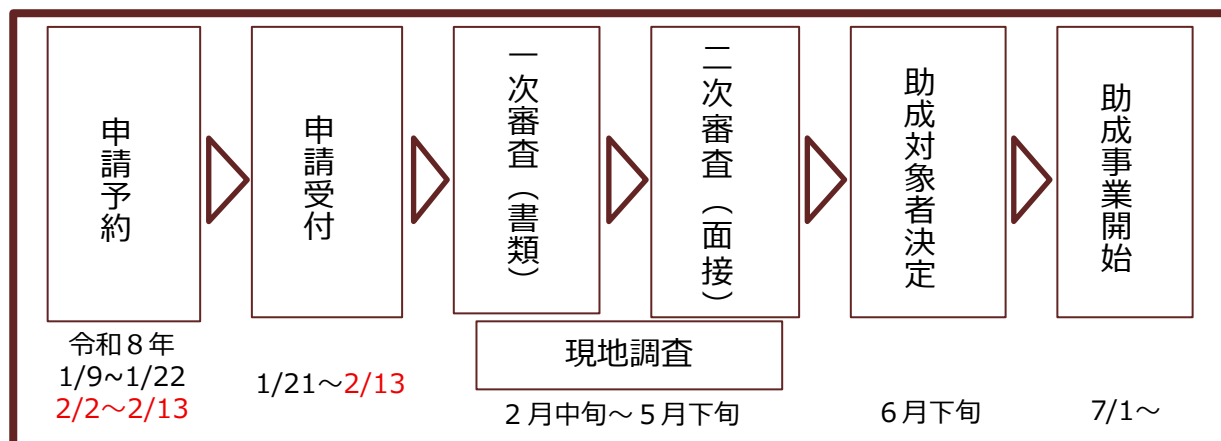 申請予約
申請受付
一次審査（書類）
二次審査（面接）
助成対象者決定
助成事業開始
現地調査
令和８年
1/9~1/22
2/2～2/13
1/21～2/13
２月中旬～５月下旬
６月下旬
7/1～